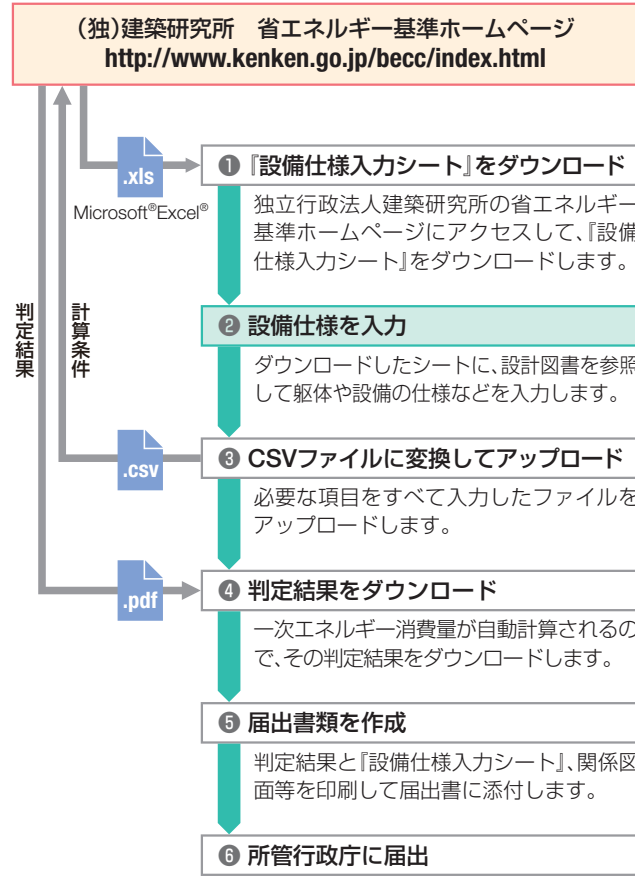 (独)建築研究所 省エネルギー基準ホームページ
http://www.kenken.go.jp/becc/index.html
.xls
Microsoft®Excel®
❶『設備仕様入力シート』をダウンロード
独立行政法人建築研究所の省エネルギー
基準ホームページにアクセスして、『設備
仕様入力シート』をダウンロードします。
判定結果
計算条件
❷ 設備仕様を入力
ダウンロードしたシートに、設計図書を参照
して躯体や設備の仕様などを入力します。
.csv
❸ CSVファイルに変換してアップロード
必要な項目をすべて入力したファイルを
アップロードします。
.pdf
❹ 判定結果をダウンロード
一次エネルギー消費量が自動計算されるの
で、その判定結果をダウンロードします。
❺ 届出書類を作成
判定結果と『設備仕様入力シート』、関係図
面等を印刷して届出書に添付します。
❻ 所管行政庁に届出